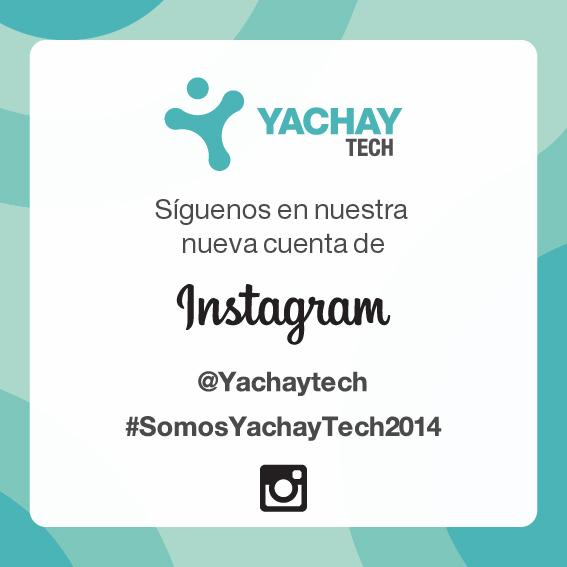 YACHAY
TECH
Síguenos en nuestra
nueva cuenta de
Instagram
@Yachaytech
#SomosYachayTech2014